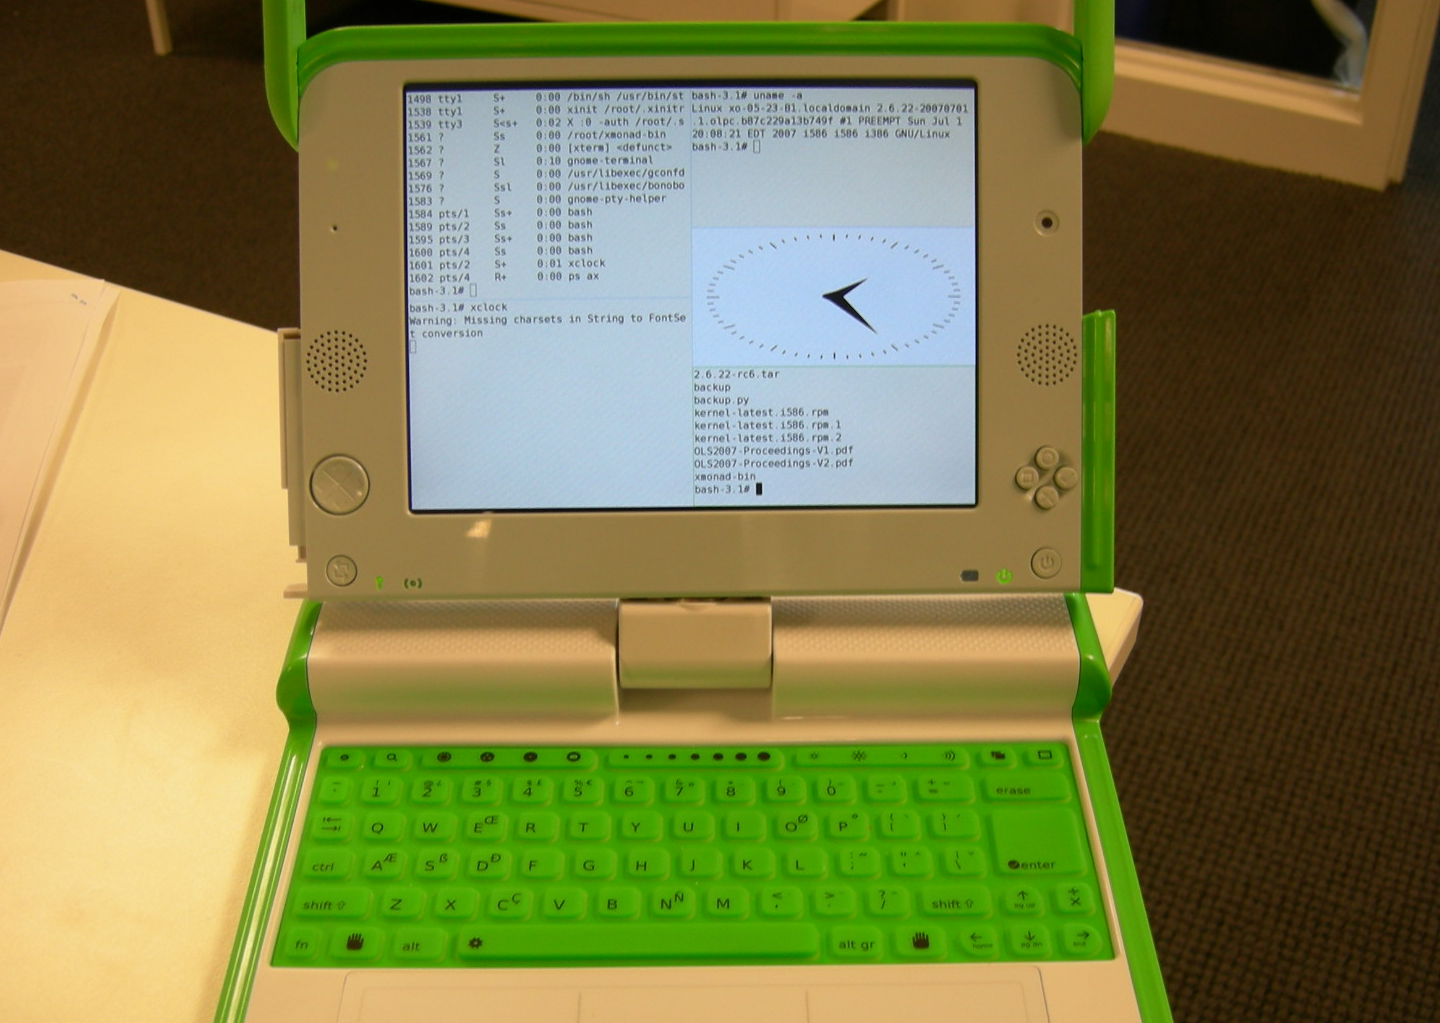 1498 tty1 S+ 0:00 /bin/sh /usr/bin/st
1538 tty1 S+ 0:00 xinit /root/.xinitr
1539 tty3 S<s+ 0:02 X :0 -auth /root/.s
1561 ? Ss 0:00 /root/xmonad-bin
1562 ? Z 0:00 [xterm] <defunct>
1567 ? Sl 0:10 gnome-terminal
1569 ? S 0:00 /usr/libexec/gconfd
1576 ? Ssl 0:00 /usr/libexec/bonobo
1583 ? S 0:00 gnome-pty-helper
1584 pts/1 Ss+ 0:00 bash
1589 pts/2 Ss 0:00 bash
1595 pts/3 Ss+ 0:00 bash
1600 pts/4 Ss 0:00 bash
1601 pts/2 S+ 0:01 xclock
1602 pts/4 R+ 0:00 ps ax
bash-3.1#
bash-3.1# xclock
Warning: Missing charsets in String to FontSe
t conversion
bash-3.1# uname -a
Linux xo-05-23-B1.localdomain 2.6.22-20070701
.1.olpc.b87c229a13b749f #1 PREEMPT Sun Jul 1
20:08:21 EDT 2007 i586 i586 i386 GNU/Linux
bash-3.1#
2.6.22-rc6.tar
backup
backup.py
kernel-latest.i586.rpm
kernel-latest.i586.rpm.1
kernel-latest.i586.rpm.2
OLS2007-Proceedings-V1.pdf
OLS2007-Proceedings-V2.pdf
xmonad-bin
bash-3.1#
1 2 3 4 5 6 7 8 9 0 erase
Q W E Œ R T Y U I O Ø P
ctrl A Æ S ß D Đ F G H J K L enter
shift Z X C Ç V B N Ñ M < , > . ? / shift pg up
fn alt alt gr home pg dn end